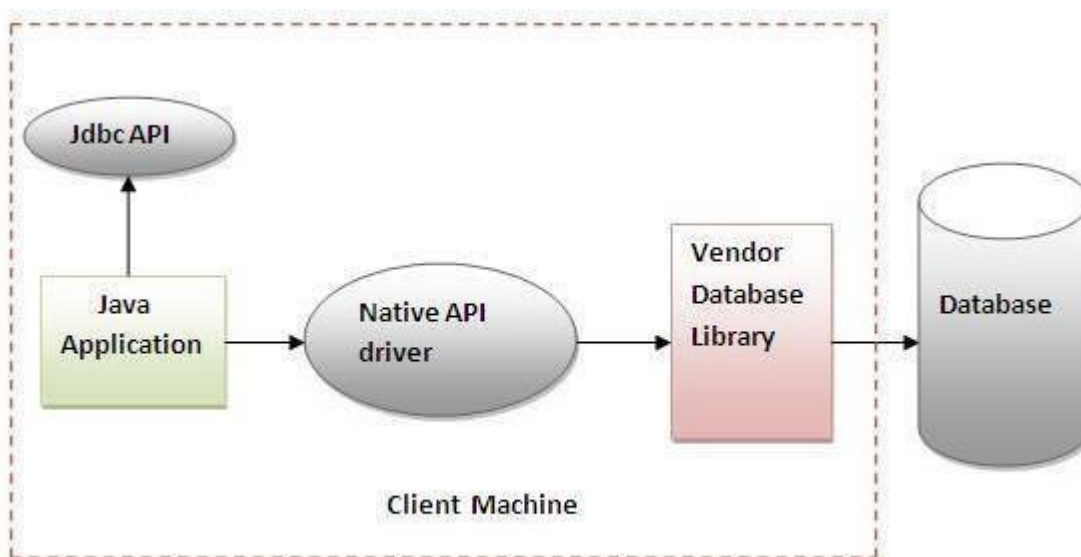 Jdbc API
Java
Application
Native API
driver
Vendor
Database
Library
Database
Client Machine